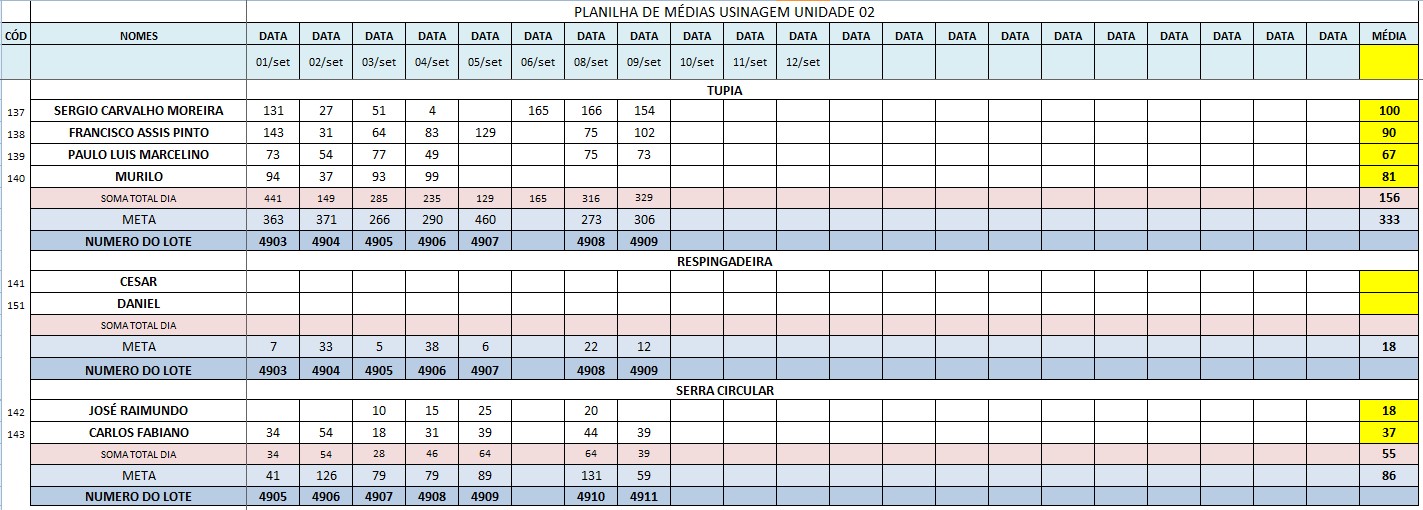 PLANILHA DE MÉDIAS USINAGEM UNIDADE 02
CÓD NOMES DATA DATA DATA DATA DATA DATA DATA DATA DATA DATA DATA DATA DATA DATA DATA DATA DATA DATA DATA DATA DATA MÉDIA
01/set 02/set 03/set 04/set 05/set 06/set 08/set 09/set 10/set 11/set 12/set
TUPIA
137 SERGIO CARVALHO MOREIRA 131 27 51 4 165 166 154 100
138 FRANCISCO ASSIS PINTO 143 31 64 83 129 75 102 90
139 PAULO LUIS MARCELINO 73 54 77 49 75 73 67
140 MURILO 94 37 93 99 81
SOMA TOTAL DIA 441 149 285 235 129 165 316 329 156
META 363 371 266 290 460 273 306 333
NUMERO DO LOTE 4903 4904 4905 4906 4907 4908 4909
RESPINGADEIRA
141 CESAR
151 DANIEL
SOMA TOTAL DIA
META 7 33 5 38 6 22 12 18
NUMERO DO LOTE 4903 4904 4905 4906 4907 4908 4909
SERRA CIRCULAR
142 JOSÉ RAIMUNDO 10 15 25 20 18
143 CARLOS FABIANO 34 54 18 31 39 44 39 37
SOMA TOTAL DIA 34 54 28 46 64 64 39 55
META 41 126 79 79 89 131 59 86
NUMERO DO LOTE 4905 4906 4907 4908 4909 4910 4911